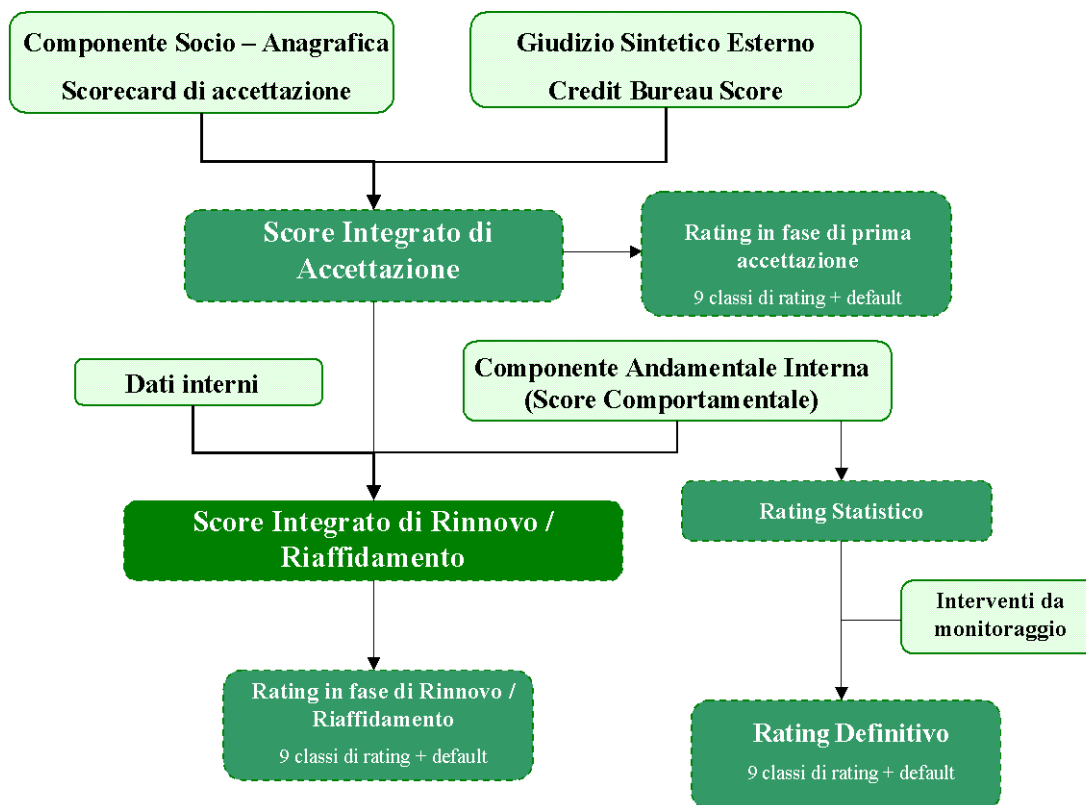 Componente Socio – Anagrafica
Scorecard di accettazione
Giudizio Sintetico Esterno
Credit Bureau Score
Score Integrato di
Accettazione
Rating in fase di prima
accettazione
9 classi di rating + default
Dati interni
Componente Andamentale Interna
(Score Comportamentale)
Score Integrato di Rinnovo /
Riaffidamento
Rating Statistico
Interventi da
monitoraggio
Rating in fase di Rinnovo /
Riaffidamento
9 classi di rating + default
Rating Definitivo
9 classi di rating + default